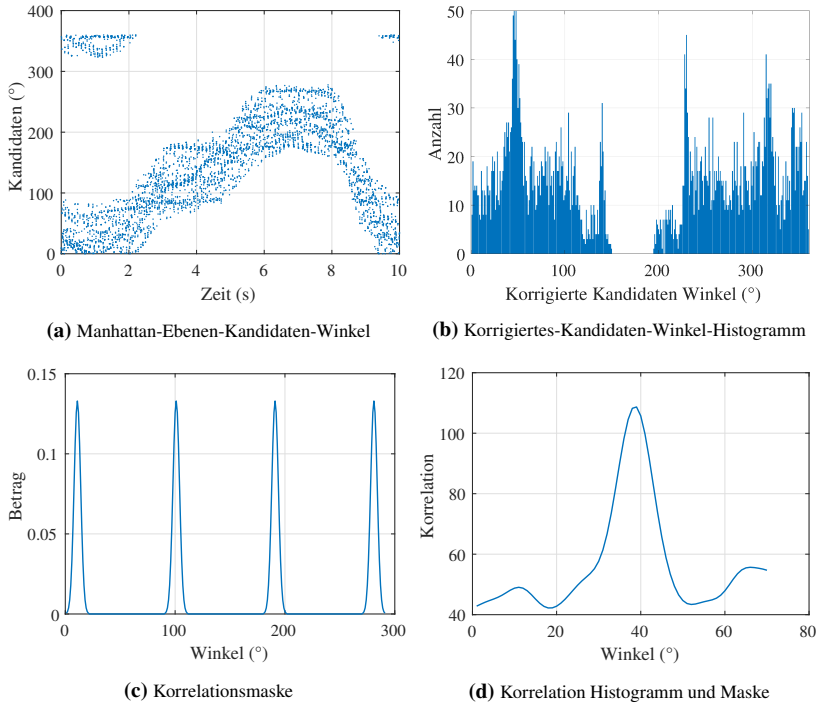 400
300
200
100
0
Kandidaten (°)
0 2 4 6 8 10
Zeit (s)
(a) Manhattan-Ebenen-Kandidaten-Winkel
50
40
30
20
10
0
Anzahl
0 100 200 300
Korrigierte Kandidaten Winkel (°)
(b) Korrigiertes-Kandidaten-Winkel-Histogramm
0.15
0.1
0.05
0
Betrag
0 100 200 300
Winkel (°)
(c) Korrelationsmaske
120
100
80
60
40
Korrelation
0 20 40 60 80
Winkel (°)
(d) Korrelation Histogramm und Maske